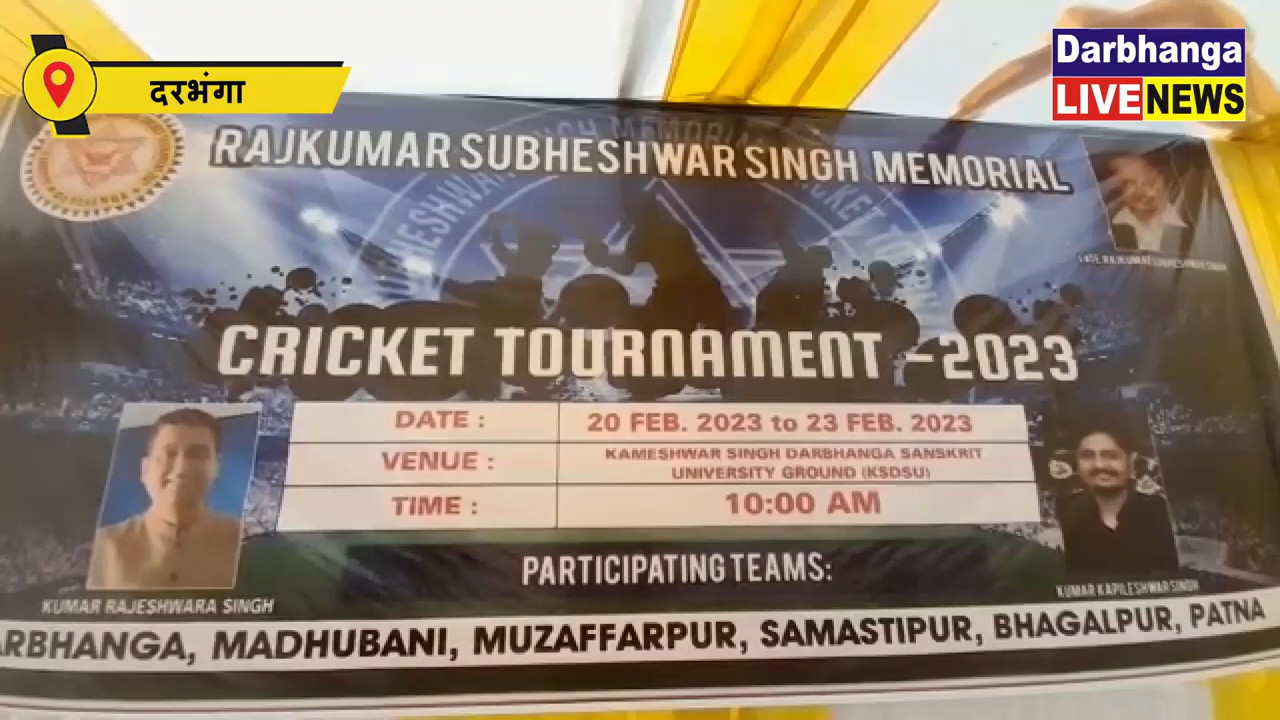 दरभंगा
Darbhanga
LIVE NEWS
RAJKUMAR SUBHESHWAR SINGH MEMORIAL
CRICKET TOURNAMENT -2023
DATE : 20 FEB. 2023 to 23 FEB. 2023
VENUE : KAMESHWAR SINGH DARBHANGA SANSKRIT
UNIVERSITY GROUND (KSDSU)
TIME : 10:00 AM
PARTICIPATING TEAMS:
KUMAR RAJESHWARA SINGH
KUMAR KAPILESHWAR SINGH
ARBHANGA, MADHUBANI, MUZAFFARPUR, SAMASTIPUR, BHAGALPUR, PATNA